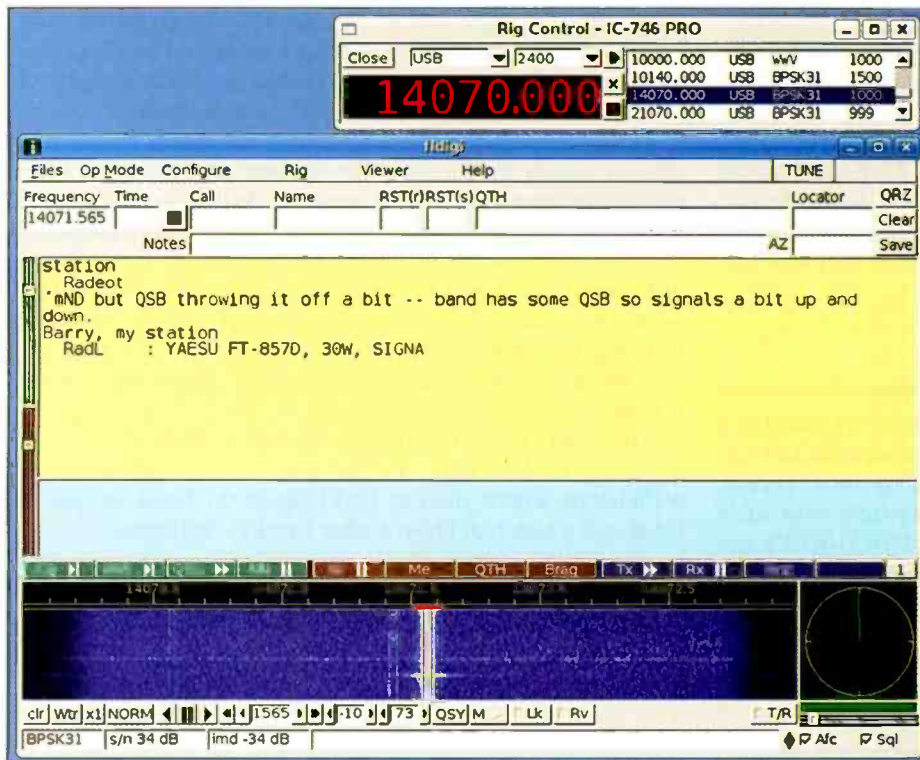 Rig Control - IC-746 PRO
Close USB 2400
14070.000
10000.000 USB WWV 1000
10140.000 USB BPSK31 1500
14070.000 USB BPSK31 1000
21070.000 USB BPSK31 999
fldigi
Files Op Mode Configure Rig Viewer Help TUNE
Frequency Time Call Name RST(r) RST(s) QTH Locator QRZ
14071.565 Clear
Notes AZ Save
station
Radeot
'mND but QSB throwing it off a bit -- band has some QSB so signals a bit up and
down.
Barry, my station
RadL : YAESU FT-857D, 30W, SIGNA
Me QTH Brag Tx Rx 1
clr Wtr x1 NORM 1565 -10 73 QSY M Lk Rv T/R
BPSK31 s/n 34 dB imd -34 dB Afc Sql